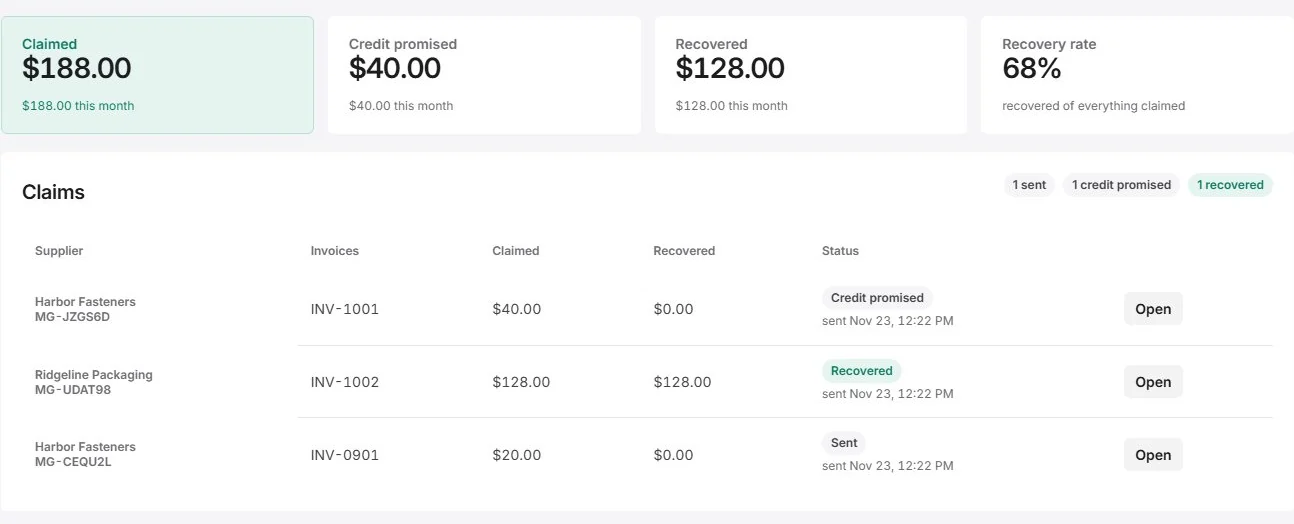 Claimed
$188.00
$188.00 this month
Credit promised
$40.00
$40.00 this month
Recovered
$128.00
$128.00 this month
Recovery rate
68%
recovered of everything claimed
Claims
1 sent
1 credit promised
1 recovered
Supplier
Invoices
Claimed
Recovered
Status
Harbor Fasteners
MG-JZGS6D
INV-1001
$40.00
$0.00
Credit promised
sent Nov 23, 12:22 PM
Open
Ridgeline Packaging
MG-UDAT98
INV-1002
$128.00
$128.00
Recovered
sent Nov 23, 12:22 PM
Open
Harbor Fasteners
MG-CEQU2L
INV-0901
$20.00
$0.00
Sent
sent Nov 23, 12:22 PM
Open